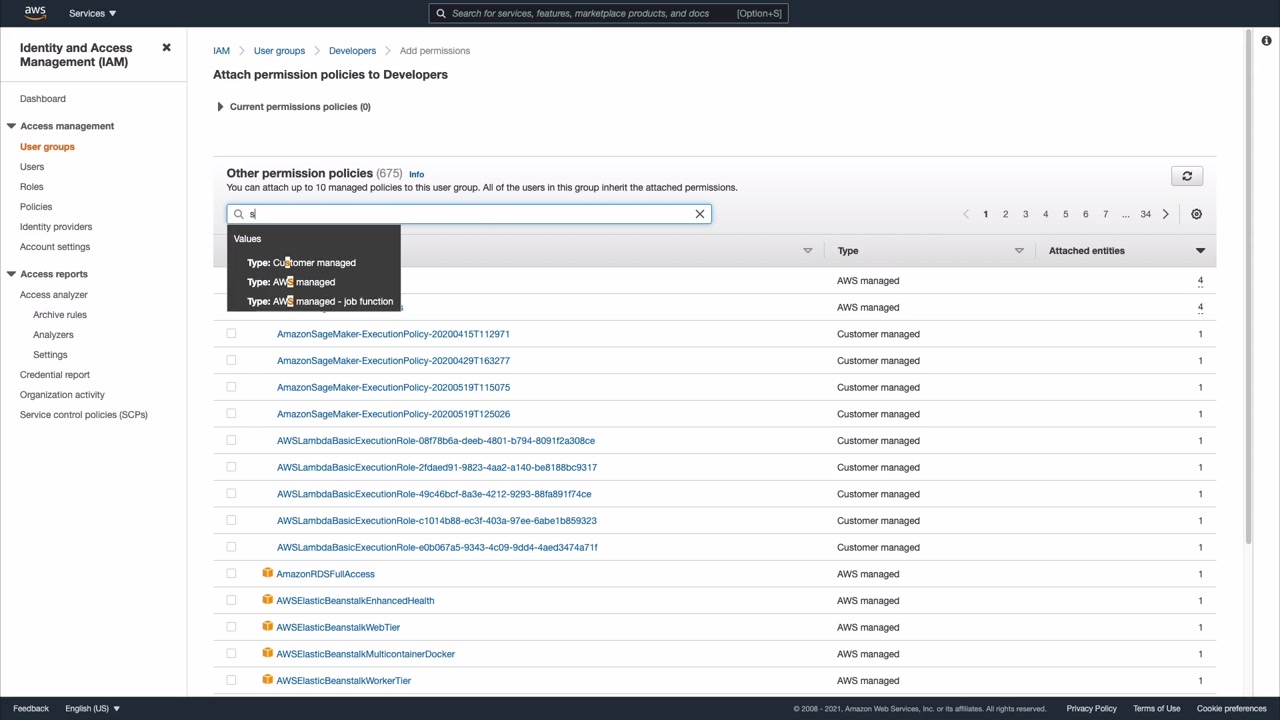 aws
Services
Search for services, features, marketplace products, and docs
[Option+S]
Identity and Access
Management (IAM)
Dashboard
Access management
User groups
Users
Roles
Policies
Identity providers
Account settings
Access reports
Access analyzer
Archive rules
Analyzers
Settings
Credential report
Organization activity
Service control policies (SCPs)
IAM > User groups > Developers > Add permissions
Attach permission policies to Developers
Current permissions policies (0)
Other permission policies (675) Info
You can attach up to 10 managed policies to this user group. All of the users in this group inherit the attached permissions.
s
1 2 3 4 5 6 7 ... 34
Values
Type: Customer managed
Type: AWS managed
Type: AWS managed - job function
Type Attached entities
AWS managed 4
AWS managed 4
AmazonSageMaker-ExecutionPolicy-20200415T112971 Customer managed 1
AmazonSageMaker-ExecutionPolicy-20200429T163277 Customer managed 1
AmazonSageMaker-ExecutionPolicy-20200519T115075 Customer managed 1
AmazonSageMaker-ExecutionPolicy-20200519T125026 Customer managed 1
AWSLambdaBasicExecutionRole-08f78b6a-deeb-4801-b794-8091f2a308ce Customer managed 1
AWSLambdaBasicExecutionRole-2fdaed91-9823-4aa2-a140-be8188bc9317 Customer managed 1
AWSLambdaBasicExecutionRole-49c46bcf-8a3e-4212-9293-88fa891f74ce Customer managed 1
AWSLambdaBasicExecutionRole-c1014b88-ec3f-403a-97ee-6abe1b859323 Customer managed 1
AWSLambdaBasicExecutionRole-e0b067a5-9343-4c09-9dd4-4aed3474a71f Customer managed 1
AmazonRDSFullAccess AWS managed 1
AWSElasticBeanstalkEnhancedHealth AWS managed 1
AWSElasticBeanstalkWebTier AWS managed 1
AWSElasticBeanstalkMulticontainerDocker AWS managed 1
AWSElasticBeanstalkWorkerTier AWS managed 1
Feedback English (US) © 2008 - 2021, Amazon Web Services, Inc. or its affiliates. All rights reserved. Privacy Policy Terms of Use Cookie preferences